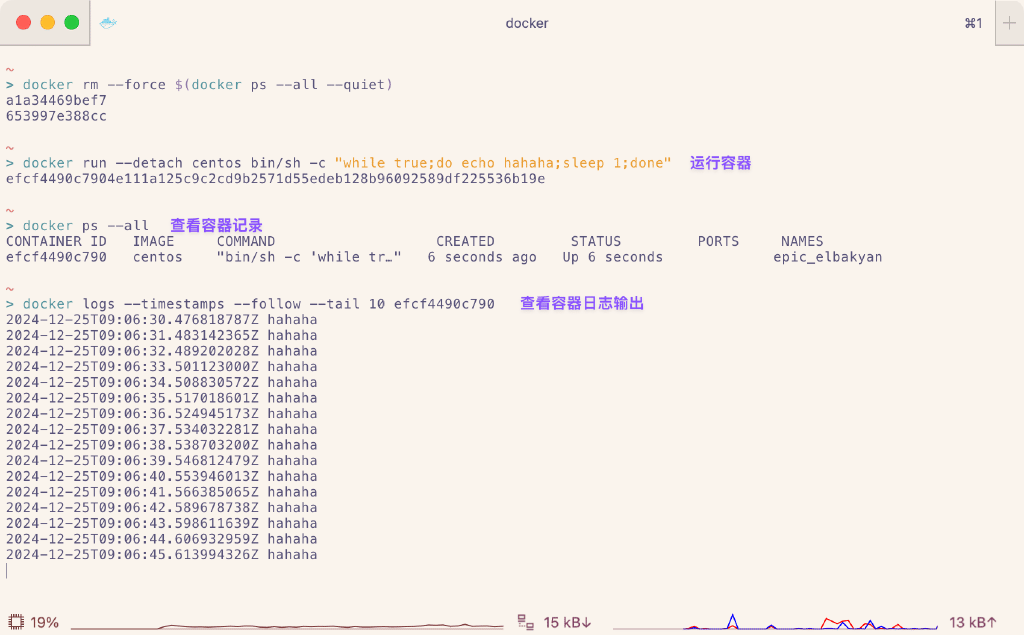 docker
⌘1
~
> docker rm --force $(docker ps --all --quiet)
a1a34469bef7
653997e388cc
~
> docker run --detach centos bin/sh -c "while true;do echo hahaha;sleep 1;done" 运行容器
efcf4490c7904e111a125c9c2cd9b2571d55edeb128b96092589df225536b19e
~
> docker ps --all 查看容器记录
CONTAINER ID IMAGE COMMAND CREATED STATUS PORTS NAMES
efcf4490c790 centos "bin/sh -c 'while tr…" 6 seconds ago Up 6 seconds epic_elbakyan
~
> docker logs --timestamps --follow --tail 10 efcf4490c790 查看容器日志输出
2024-12-25T09:06:30.476818787Z hahaha
2024-12-25T09:06:31.483142365Z hahaha
2024-12-25T09:06:32.489202028Z hahaha
2024-12-25T09:06:33.501123000Z hahaha
2024-12-25T09:06:34.508830572Z hahaha
2024-12-25T09:06:35.517018601Z hahaha
2024-12-25T09:06:36.524945173Z hahaha
2024-12-25T09:06:37.534032281Z hahaha
2024-12-25T09:06:38.538703200Z hahaha
2024-12-25T09:06:39.546812479Z hahaha
2024-12-25T09:06:40.553946013Z hahaha
2024-12-25T09:06:41.566385065Z hahaha
2024-12-25T09:06:42.589678738Z hahaha
2024-12-25T09:06:43.598611639Z hahaha
2024-12-25T09:06:44.606932959Z hahaha
2024-12-25T09:06:45.613994326Z hahaha
19% 15 kB↓ 13 kB↑